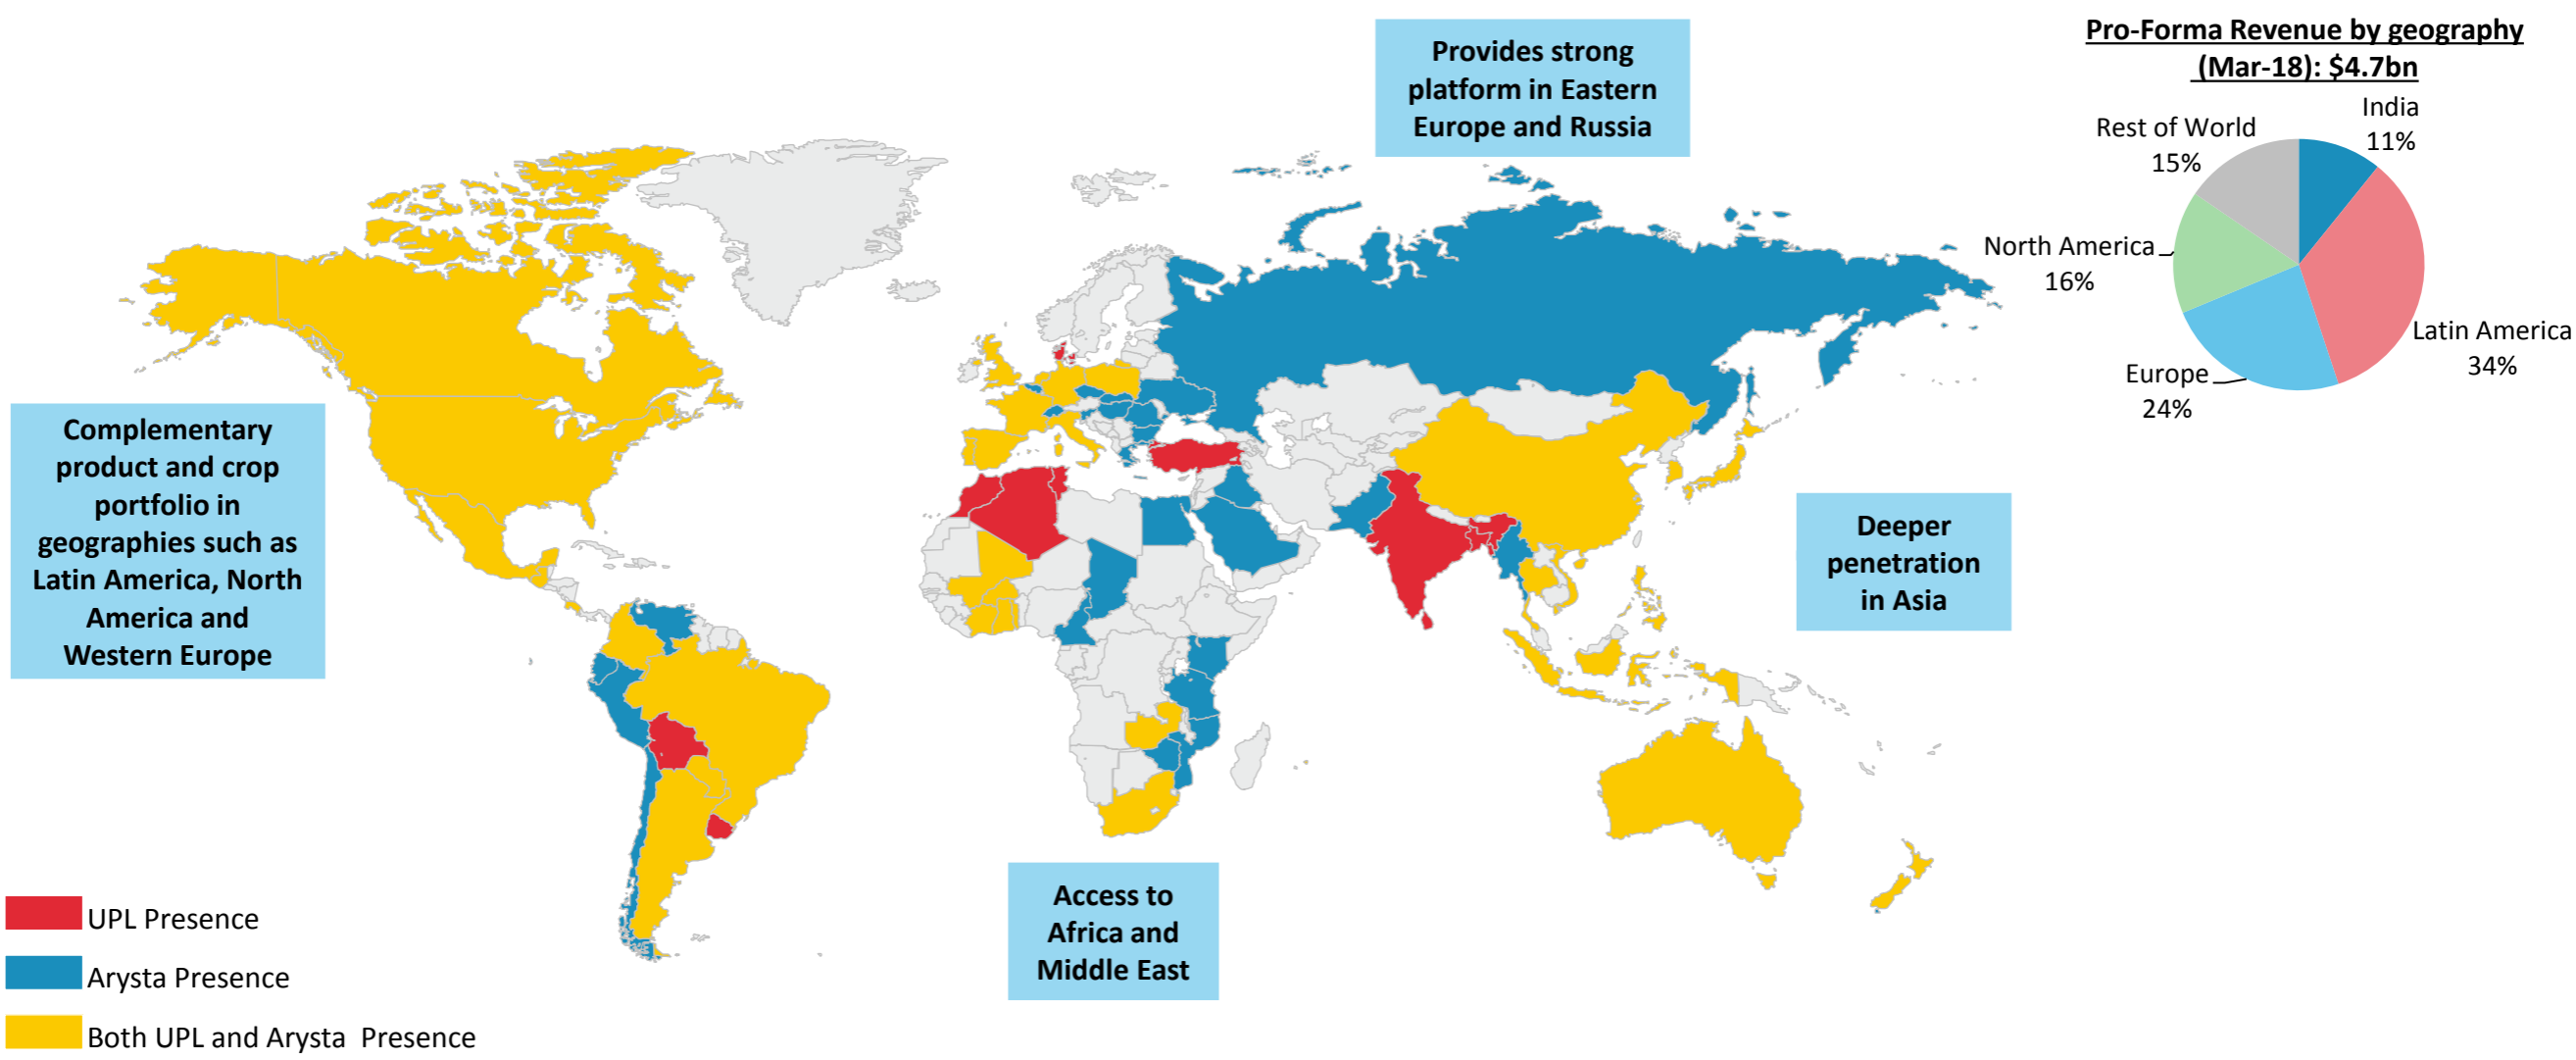 Pro-Forma Revenue by geography
(Mar-18): $4.7bn
India
11%
Rest of World
15%
North America
16%
Latin America
34%
Europe
24%
Provides strong
platform in Eastern
Europe and Russia
Complementary
product and crop
portfolio in
geographies such as
Latin America, North
America and
Western Europe
Deeper
penetration
in Asia
Access to
Africa and
Middle East
UPL Presence
Arysta Presence
Both UPL and Arysta  Presence